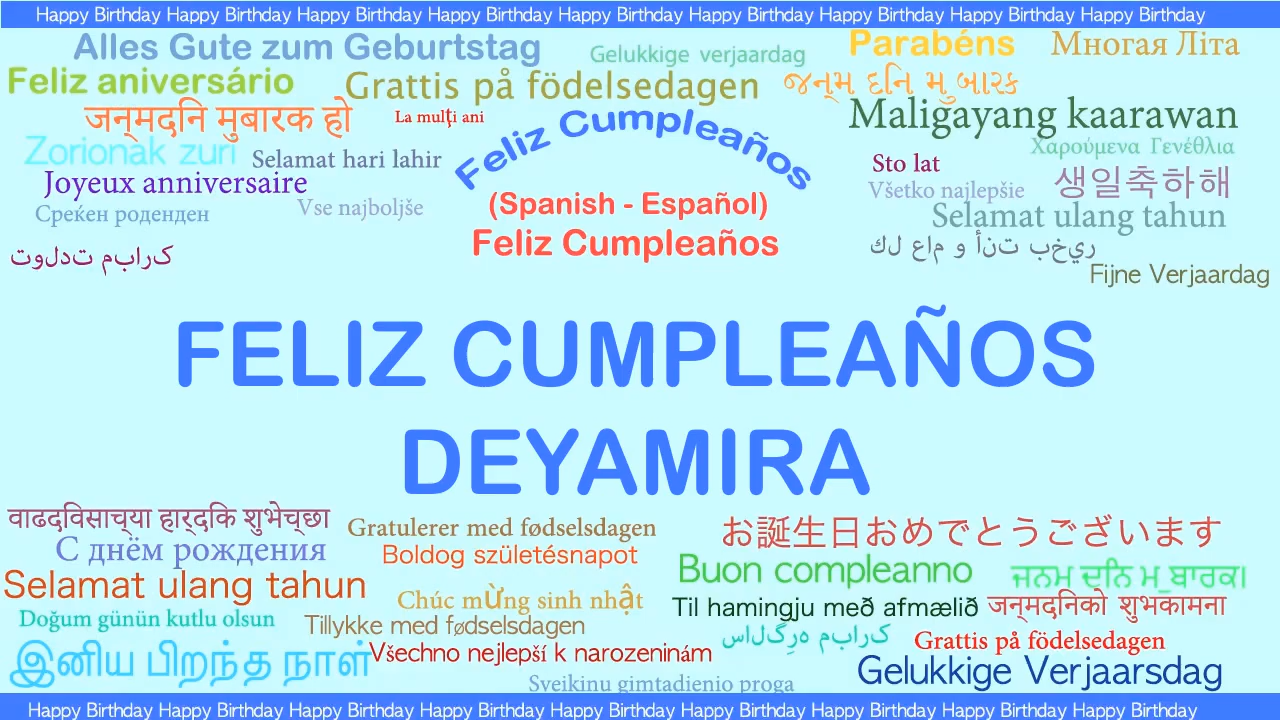 Happy Birthday Happy Birthday Happy Birthday Happy Birthday Happy Birthday Happy Birthday Happy Birthday Happy Birthday Happy Birthday
Alles Gute zum Geburtstag
Gelukkige verjaardag
Parabéns
Многая Літа
Feliz aniversário
Grattis på födelsedagen
જન્મ દિન મુબારક
जन्मदिन मुबारक हो
La mulţi ani
Feliz Cumpleaños
Maligayang kaarawan
Zorionak zuri
Selamat hari lahir
Sto lat
Χαρούμενα Γενέθλια
Joyeux anniversaire
(Spanish - Español)
Všetko najlepšie
생일축하해
Среќен роденден
Vse najboljše
Feliz Cumpleaños
Selamat ulang tahun
تولدت مبارک
كل عام و أنت بخير
Fijne Verjaardag
FELIZ CUMPLEAÑOS
DEYAMIRA
वाढदिवसाच्या हार्दिक शुभेच्छा
Gratulerer med fødselsdagen
お誕生日おめでとうございます
С днём рождения
Boldog születésnapot
Buon compleanno
ਜਨਮ ਦਿਨ ਮੁਬਾਰਕ।
Selamat ulang tahun
Chúc mừng sinh nhật
Til hamingju með afmælið
जन्मदिनको शुभकामना
Doğum günün kutlu olsun
Tillykke med fødselsdagen
سالگرہ مبارک
Grattis på födelsedagen
இனிய பிறந்த நாள்
Všechno nejlepší k narozeninám
Gelukkige Verjaarsdag
Sveikinu gimtadienio proga
Happy Birthday Happy Birthday Happy Birthday Happy Birthday Happy Birthday Happy Birthday Happy Birthday Happy Birthday Happy Birthday